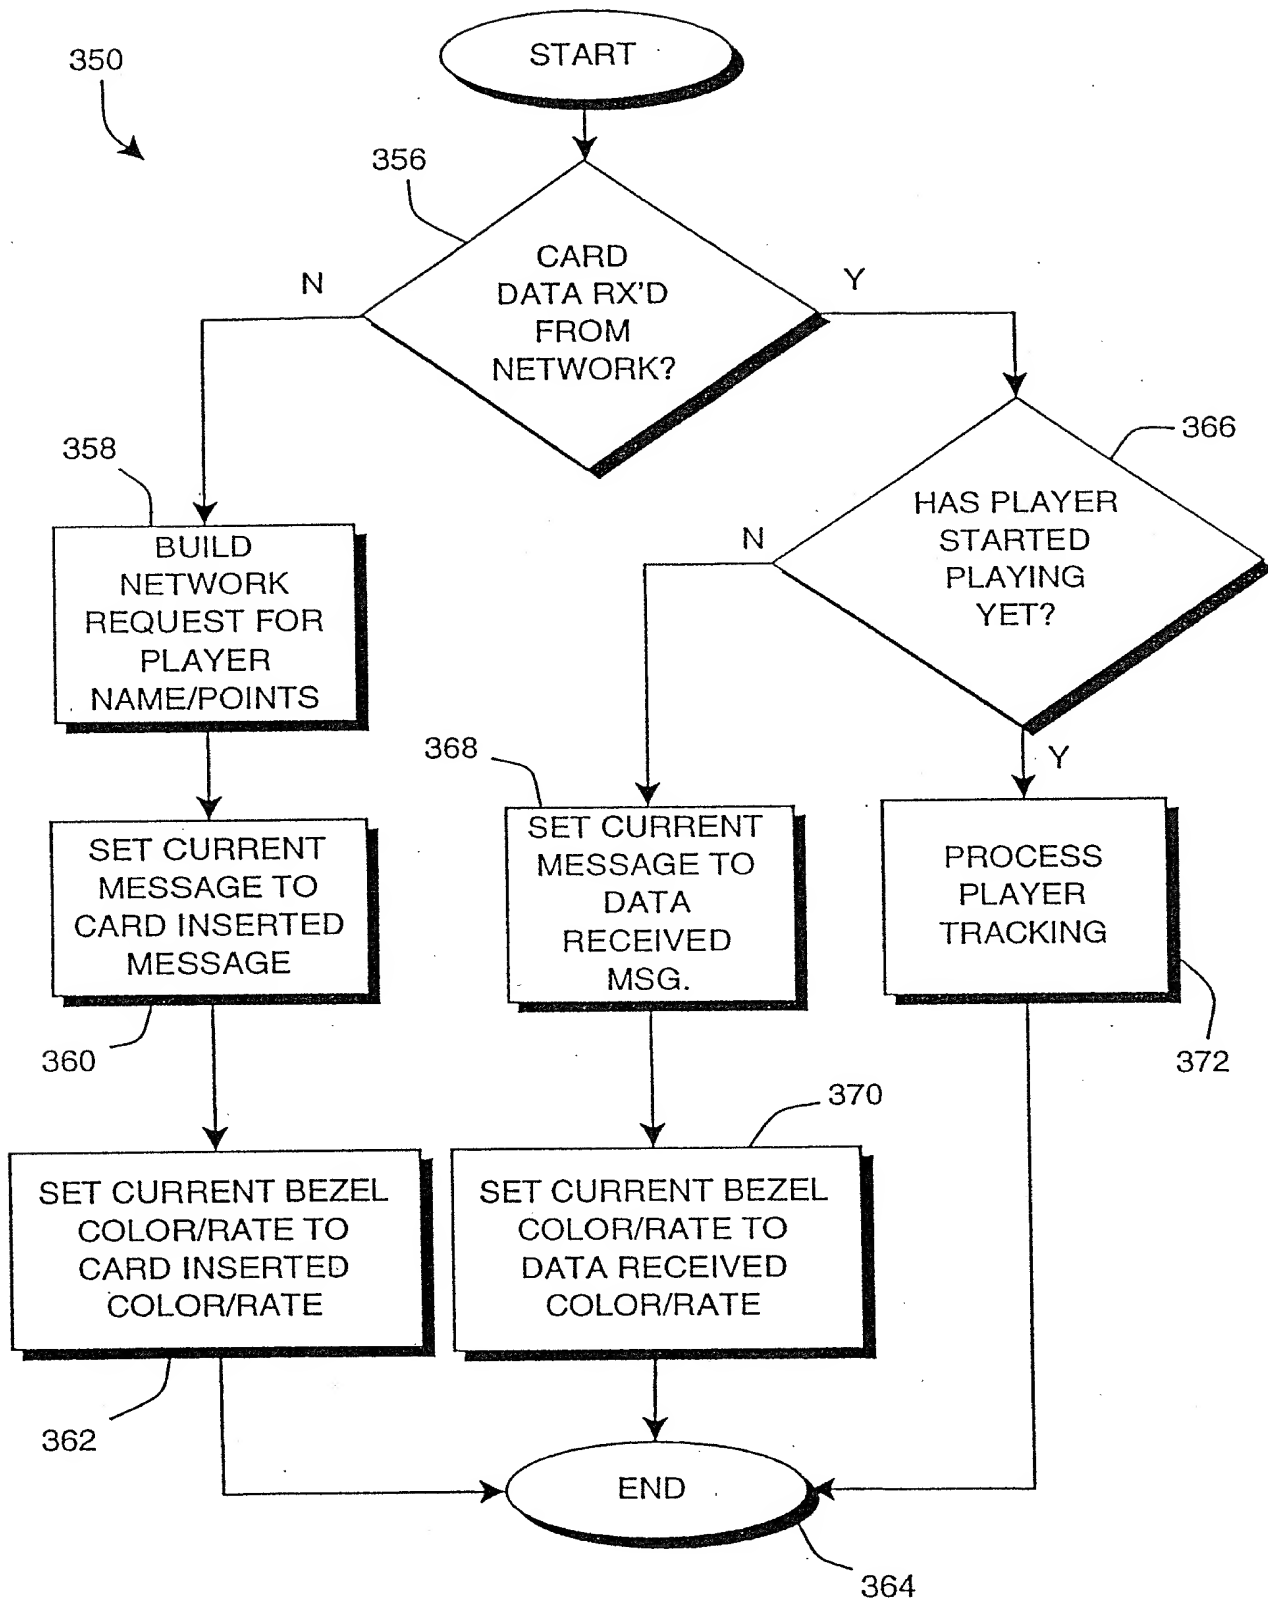 START
350
356
CARD
DATA RX'D
FROM
NETWORK?
N
Y
366
HAS PLAYER
STARTED
PLAYING
YET?
N
Y
358
BUILD
NETWORK
REQUEST FOR
PLAYER
NAME/POINTS
368
SET CURRENT
MESSAGE TO
DATA
RECEIVED
MSG.
PROCESS
PLAYER
TRACKING
372
SET CURRENT
MESSAGE TO
CARD INSERTED
MESSAGE
360
370
SET CURRENT BEZEL
COLOR/RATE TO
CARD INSERTED
COLOR/RATE
362
SET CURRENT BEZEL
COLOR/RATE TO
DATA RECEIVED
COLOR/RATE
END
364